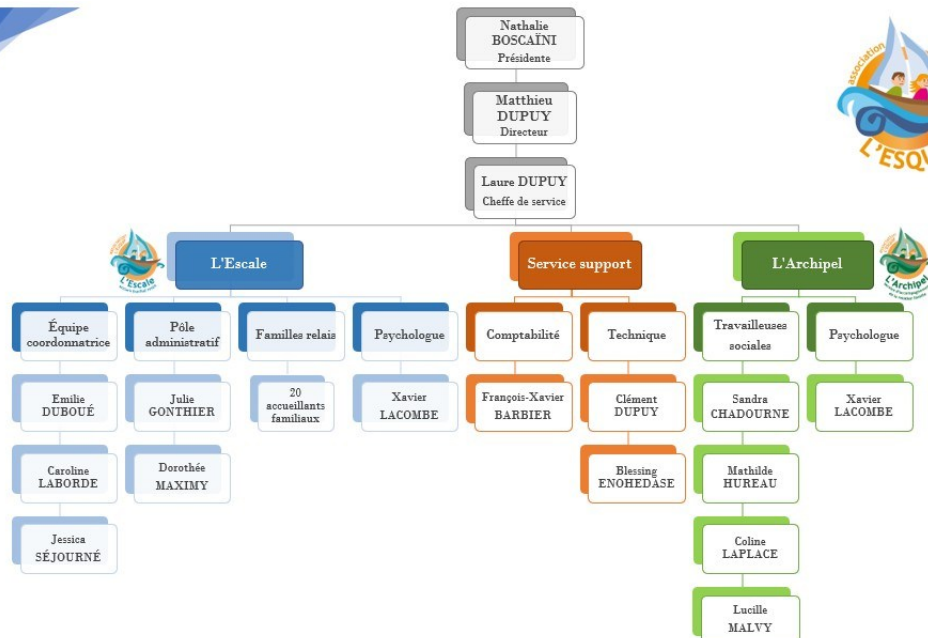 Nathalie
BOSCAÏNI
Présidente
Matthieu
DUPUY
Directeur
Laure DUPUY
Cheffe de service
association
L'ESQU
L'Escale
L'Escale
Service support
L'Archipel
L'Archipel
Équipe
coordonnatrice
Pôle
administratif
Familles relais
Psychologue
Comptabilité
Technique
Travailleuses
sociales
Psychologue
Emilie
DUBOUÉ
Julie
GONTHIER
20
accueillants
familiaux
Xavier
LACOMBE
François-Xavier
BARBIER
Clément
DUPUY
Sandra
CHADOURNE
Xavier
LACOMBE
Caroline
LABORDE
Dorothée
MAXIMY
Blessing
ENOHEDASE
Mathilde
HUREAU
Jessica
SÉJOURNÉ
Coline
LAPLACE
Lucille
MALVY